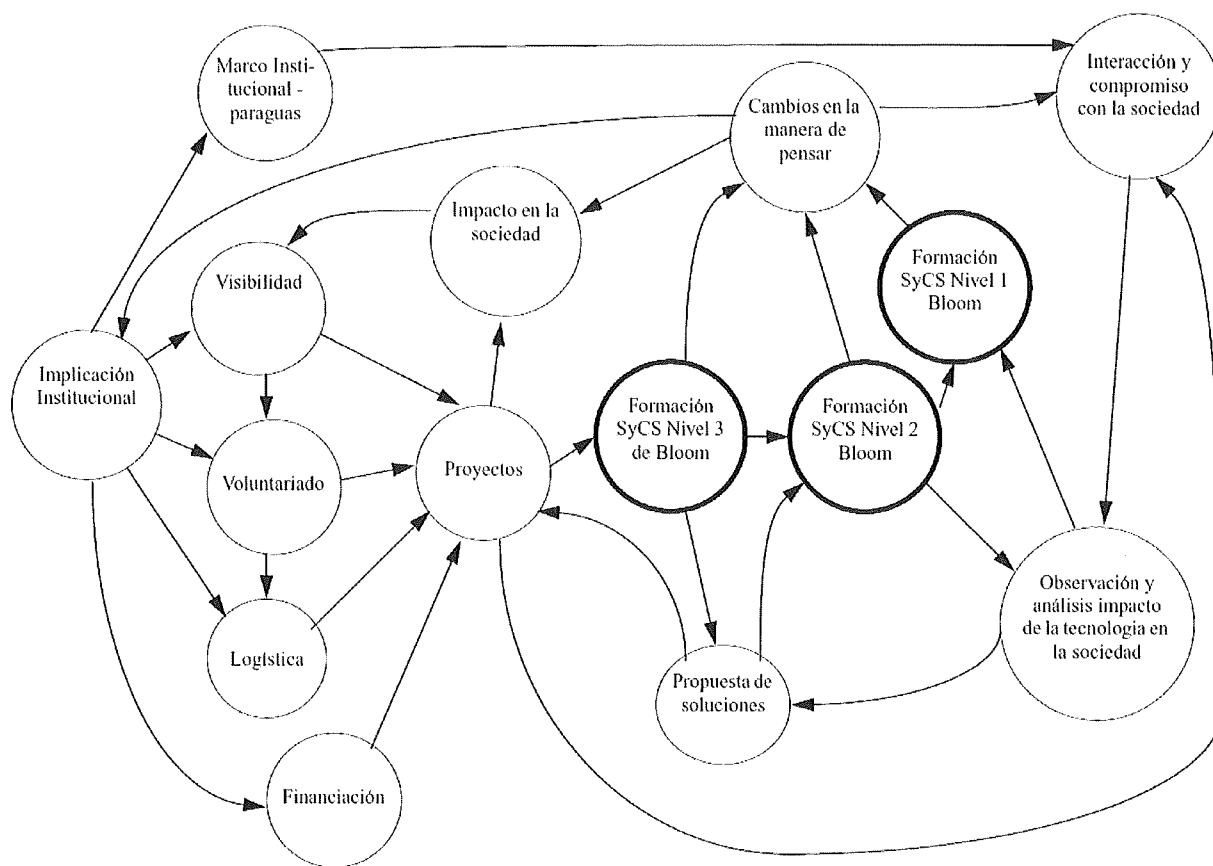 Marco Insti-
tucional -
paraguas
Interacción y
compromiso
con la sociedad
Cambios en la
manera de
pensar
Impacto en la
sociedad
Visibilidad
Formación
SyCS Nivel 1
Bloom
Implicación
Institucional
Formación
SyCS Nivel 3
de Bloom
Formación
SyCS Nivel 2
Bloom
Voluntariado
Proyectos
Observación y
análisis impacto
de la tecnologia en
la sociedad
Logística
Propuesta de
soluciones
Financiación